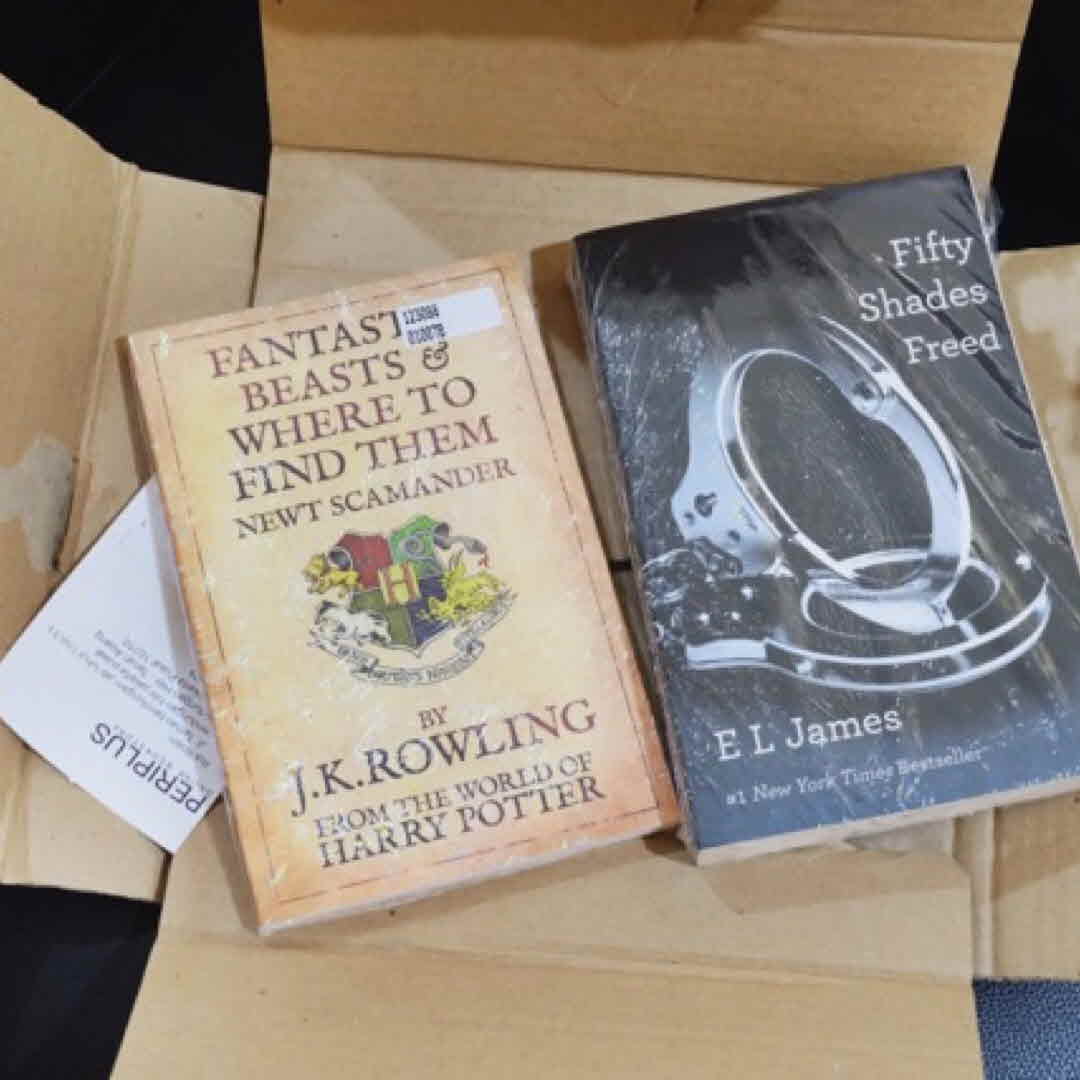 FANTAST
BEASTS &
WHERE TO
FIND THEM
NEWT SCAMANDER
BY
J.K.ROWLING
FROM THE WORLD OF
HARRY POTTER
Fifty
Shades
Freed
E L James
#1 New York Times Bestseller
PERIPLUS